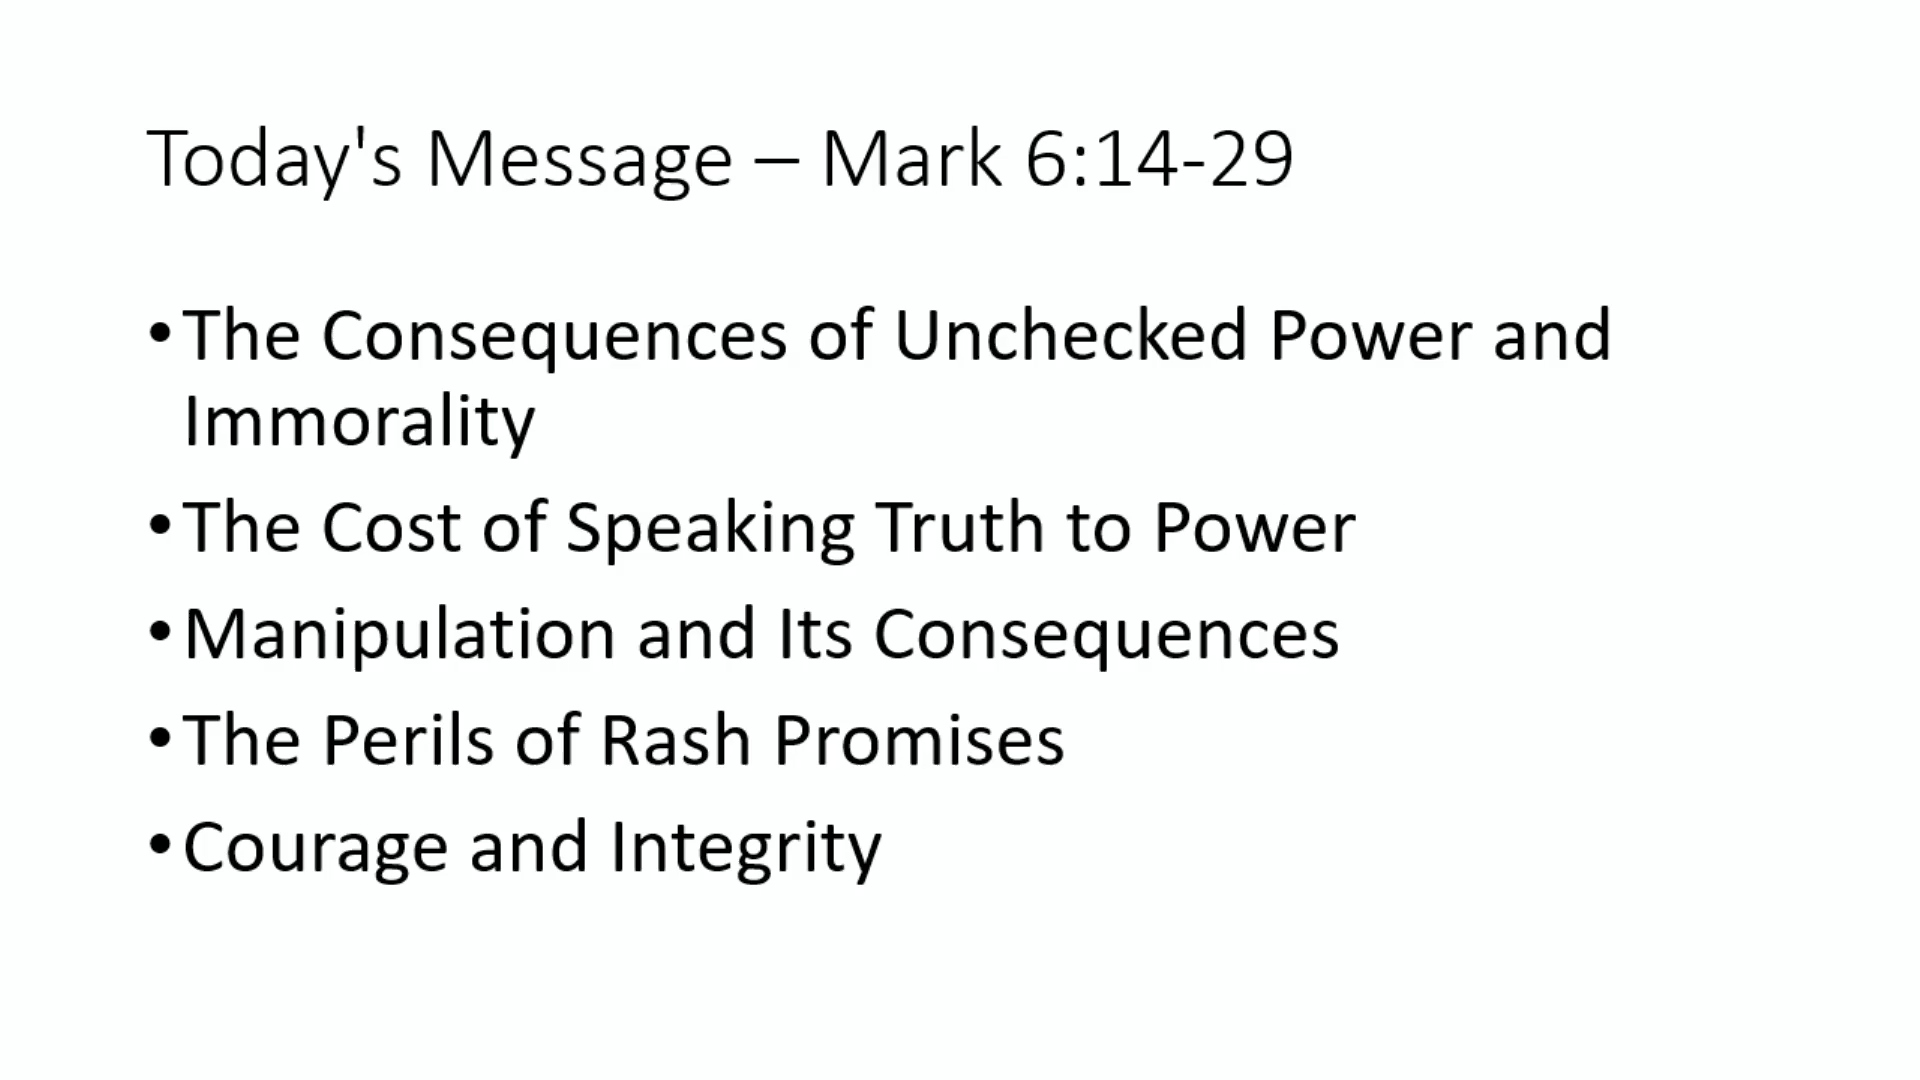 Today's Message – Mark 6:14-29
•The Consequences of Unchecked Power and
Immorality
•The Cost of Speaking Truth to Power
•Manipulation and Its Consequences
•The Perils of Rash Promises
•Courage and Integrity